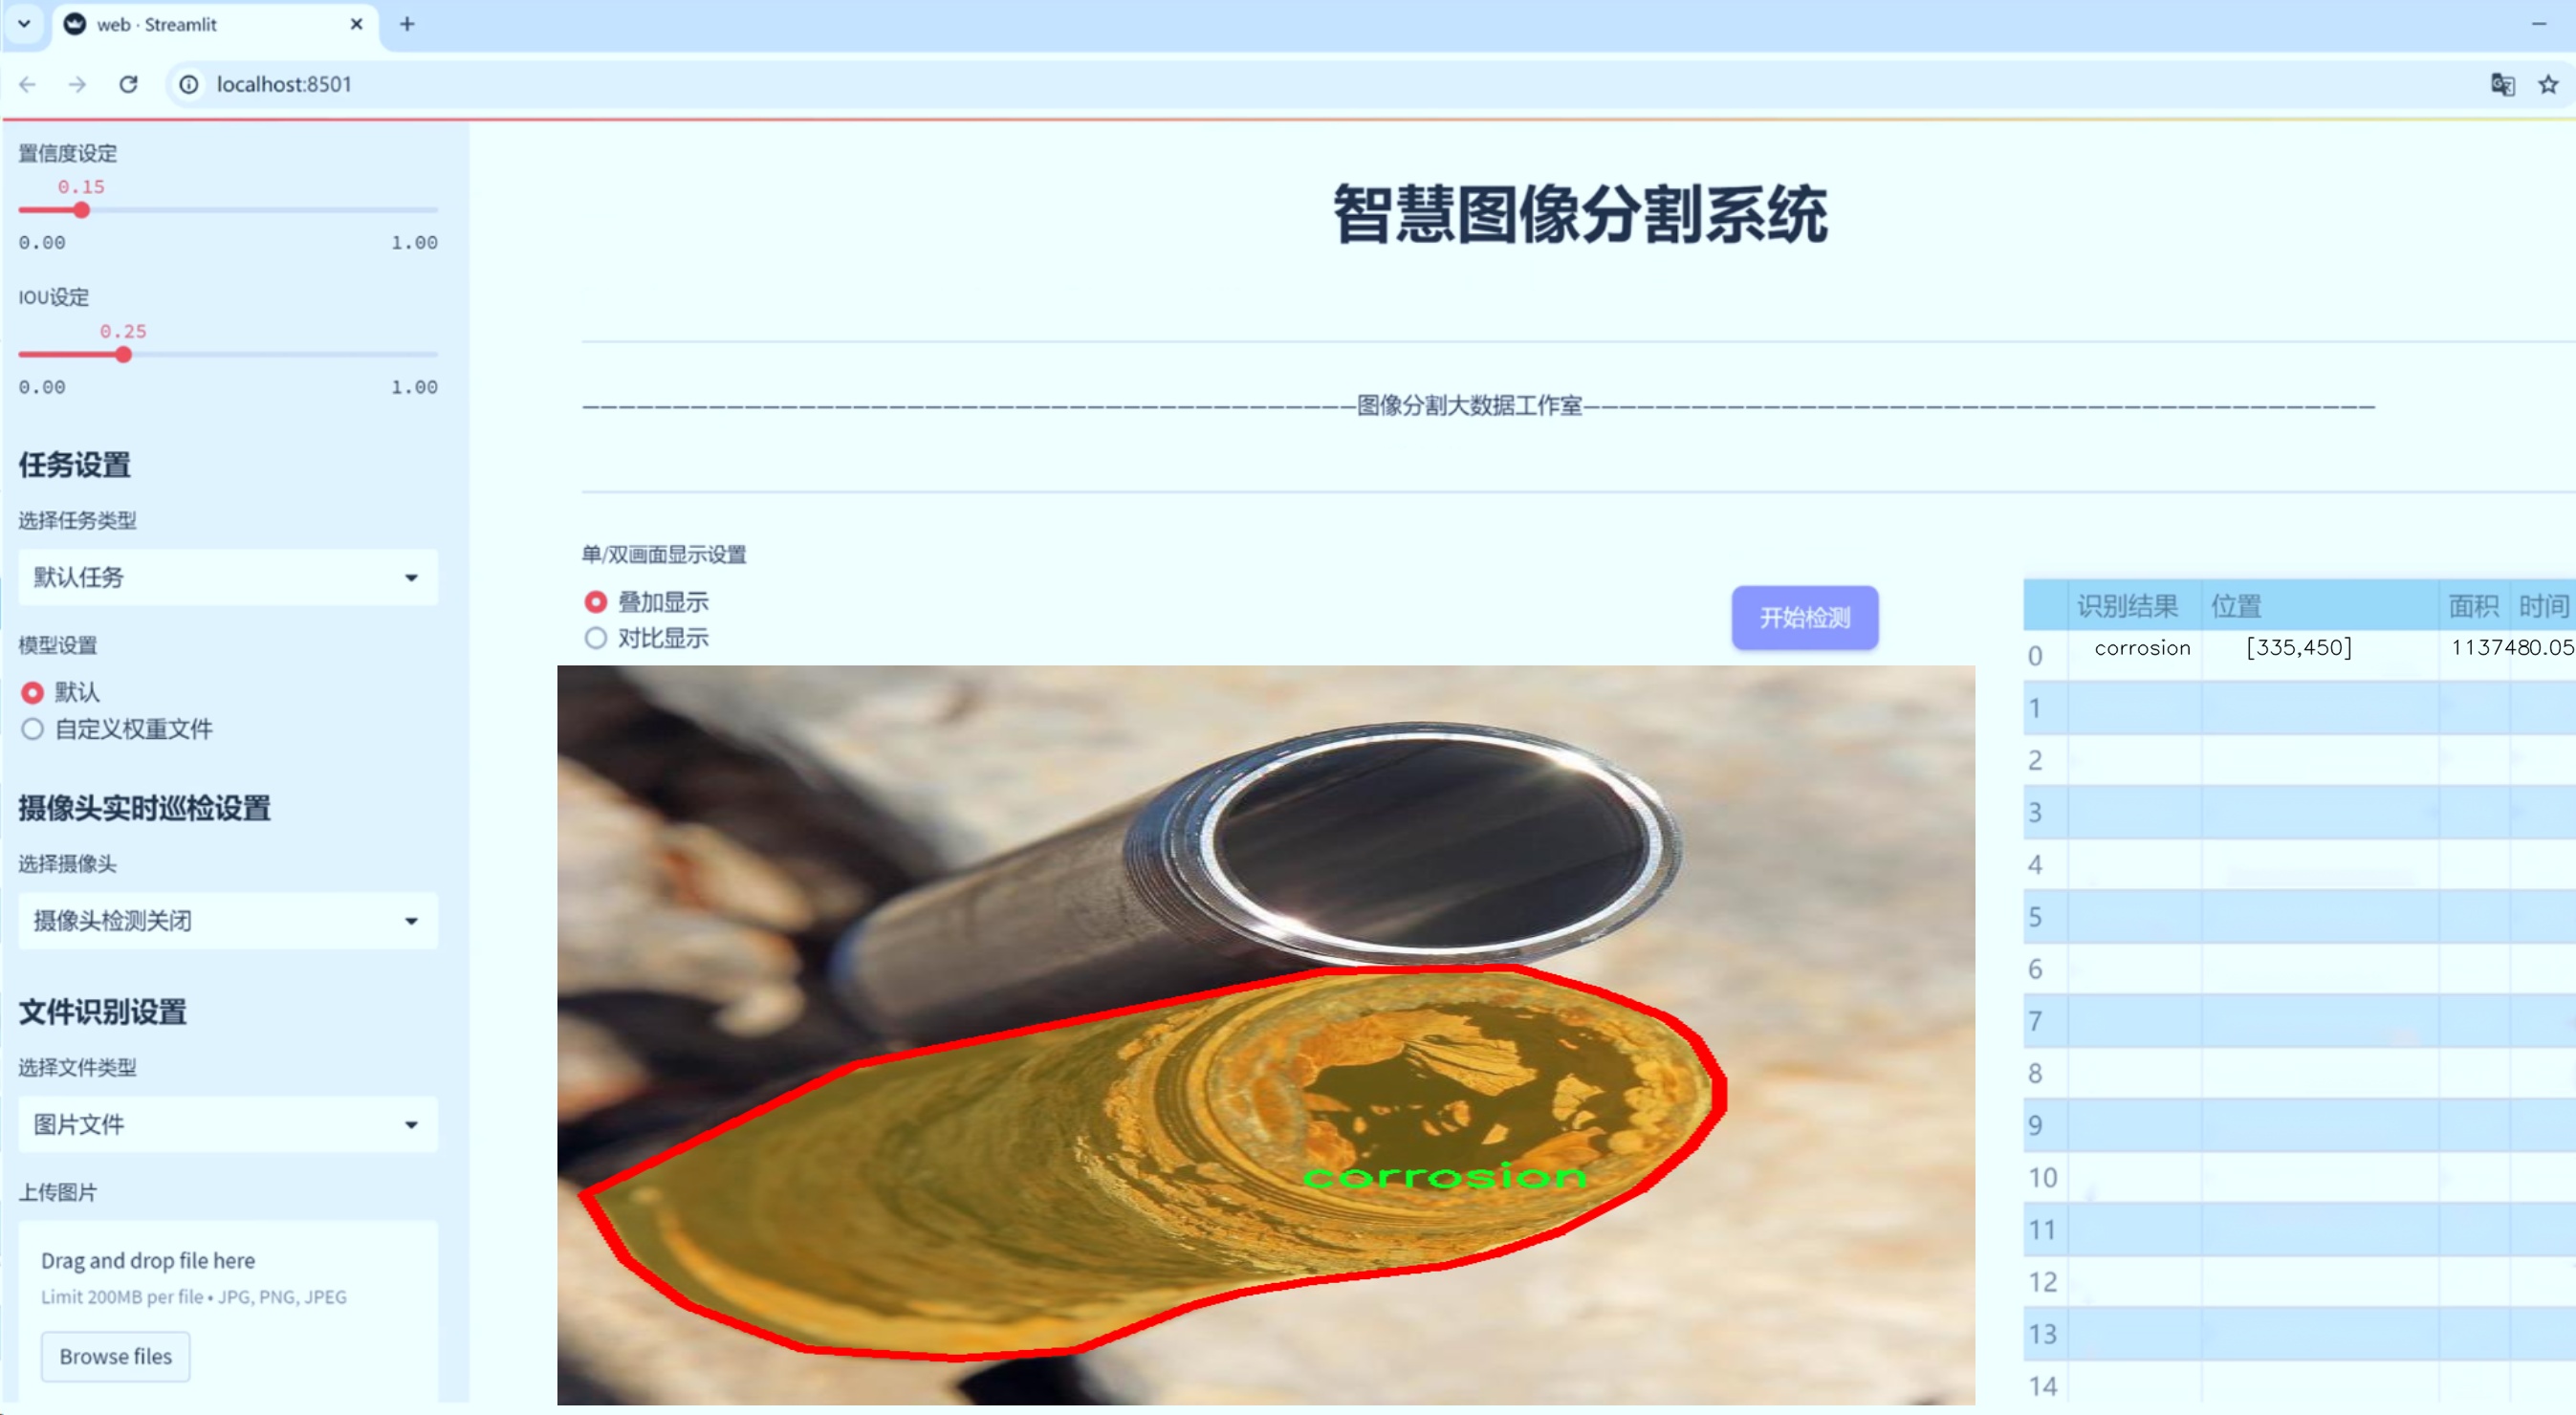 web · Streamlit
localhost:8501
置信度设定
0.15
0.00 1.00
IOU设定
0.25
0.00 1.00
任务设置
选择任务类型
默认任务
模型设置
默认
自定义权重文件
摄像头实时巡检设置
选择摄像头
摄像头检测关闭
文件识别设置
选择文件类型
图片文件
上传图片
Drag and drop file here
Limit 200MB per file • JPG, PNG, JPEG
Browse files
智慧图像分割系统
图像分割大数据工作室
单/双画面显示设置
叠加显示
对比显示
开始检测
corrosion
识别结果 位置 面积 时间
0 corrosion [335,450] 1137480.05
1
2
3
4
5
6
7
8
9
10
11
12
13
14